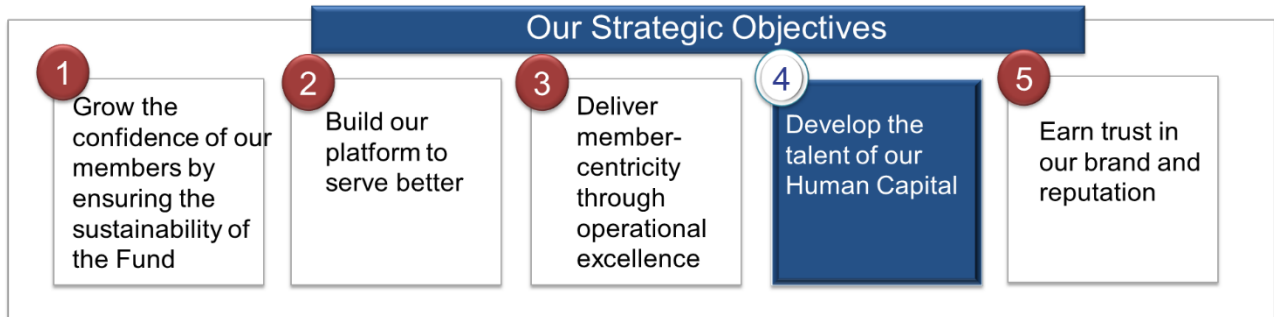 Our Strategic Objectives
1
Grow the
confidence of our
members by
ensuring the
sustainability of
the Fund
2
Build our
platform to
serve better
3
Deliver
member-
centricity
through
operational
excellence
4
Develop the
talent of our
Human Capital
5
Earn trust in
our brand and
reputation